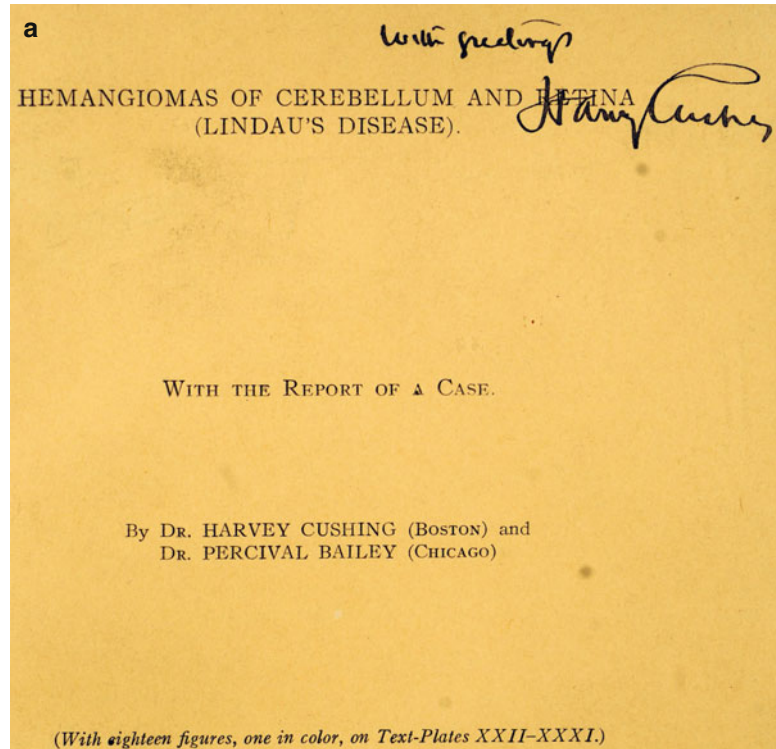 a
With greetings
Harvey Cushing
HEMANGIOMAS OF CEREBELLUM AND RETINA
(LINDAU'S DISEASE).
WITH THE REPORT OF A CASE.
By DR. HARVEY CUSHING (BOSTON) and
DR. PERCIVAL BAILEY (CHICAGO)
(With eighteen figures, one in color, on Text-Plates XXII–XXXI.)